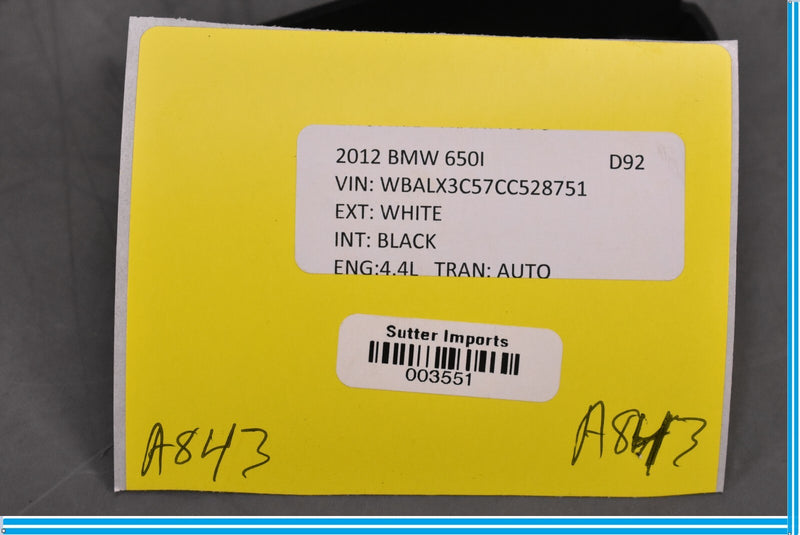 2012 BMW 650I D92
VIN: WBALX3C57CC528751
EXT: WHITE
INT: BLACK
ENG:4.4L TRAN: AUTO
Sutter Imports
003551
A843 A843